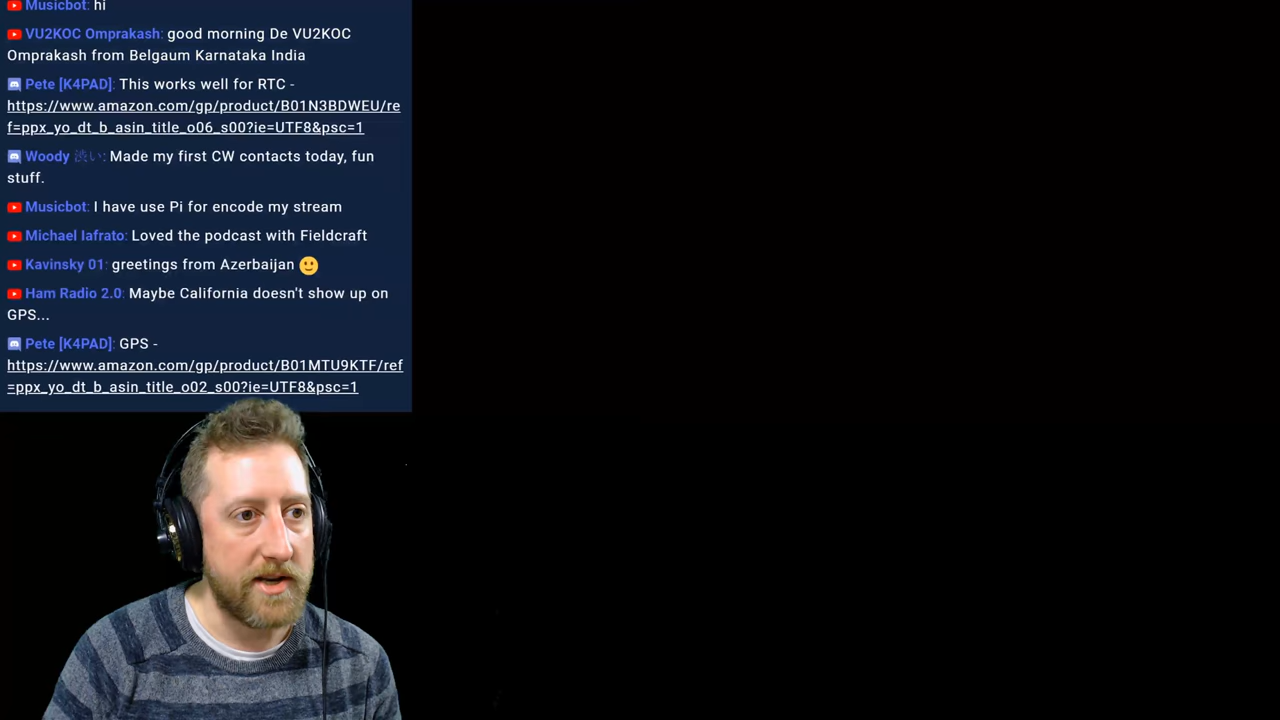 Musicbot: hi
VU2KOC Omprakash: good morning De VU2KOC
Omprakash from Belgaum Karnataka India
Pete [K4PAD]: This works well for RTC -
https://www.amazon.com/gp/product/B01N3BDWEU/re
f=ppx_yo_dt_b_asin_title_o06_s00?ie=UTF8&psc=1
Woody 渋い: Made my first CW contacts today, fun
stuff.
Musicbot: I have use Pi for encode my stream
Michael Iafrato: Loved the podcast with Fieldcraft
Kavinsky 01: greetings from Azerbaijan 🙂
Ham Radio 2.0: Maybe California doesn't show up on
GPS...
Pete [K4PAD]: GPS -
https://www.amazon.com/gp/product/B01MTU9KTF/ref
=ppx_yo_dt_b_asin_title_o02_s00?ie=UTF8&psc=1